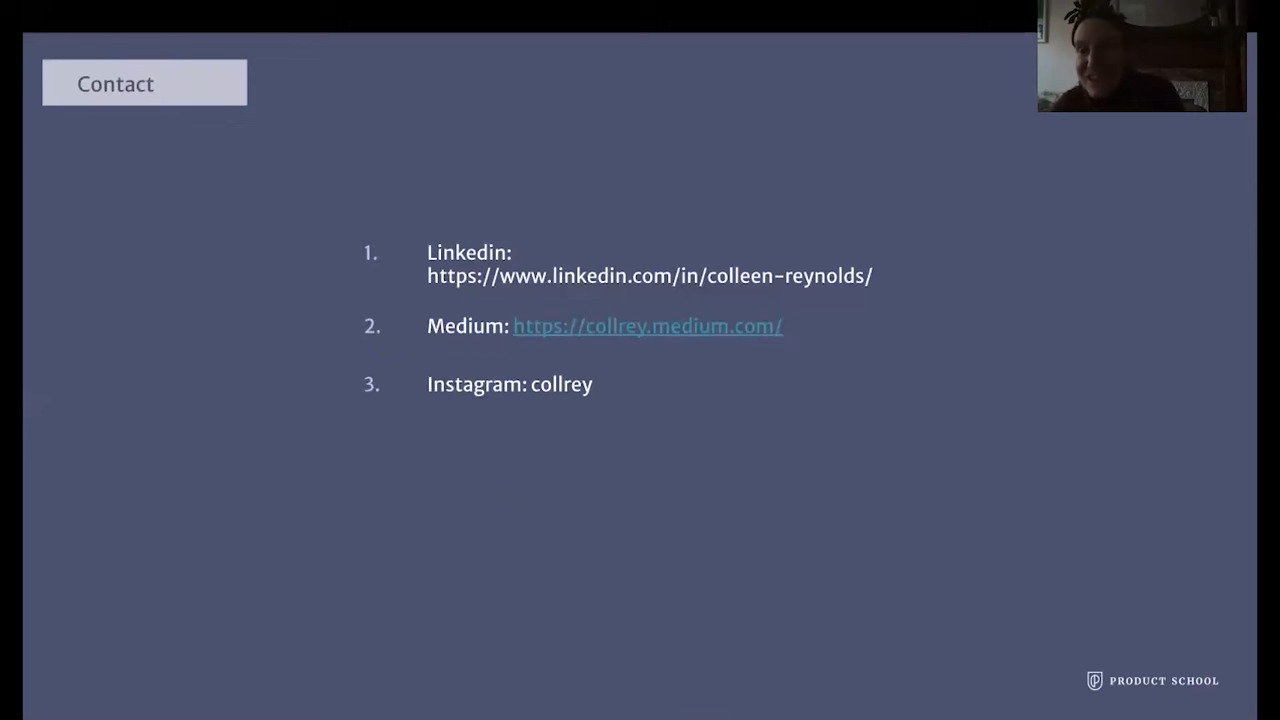 Contact
1. Linkedin:
https://www.linkedin.com/in/colleen-reynolds/
2. Medium: https://collrey.medium.com/
3. Instagram: collrey
PRODUCT SCHOOL